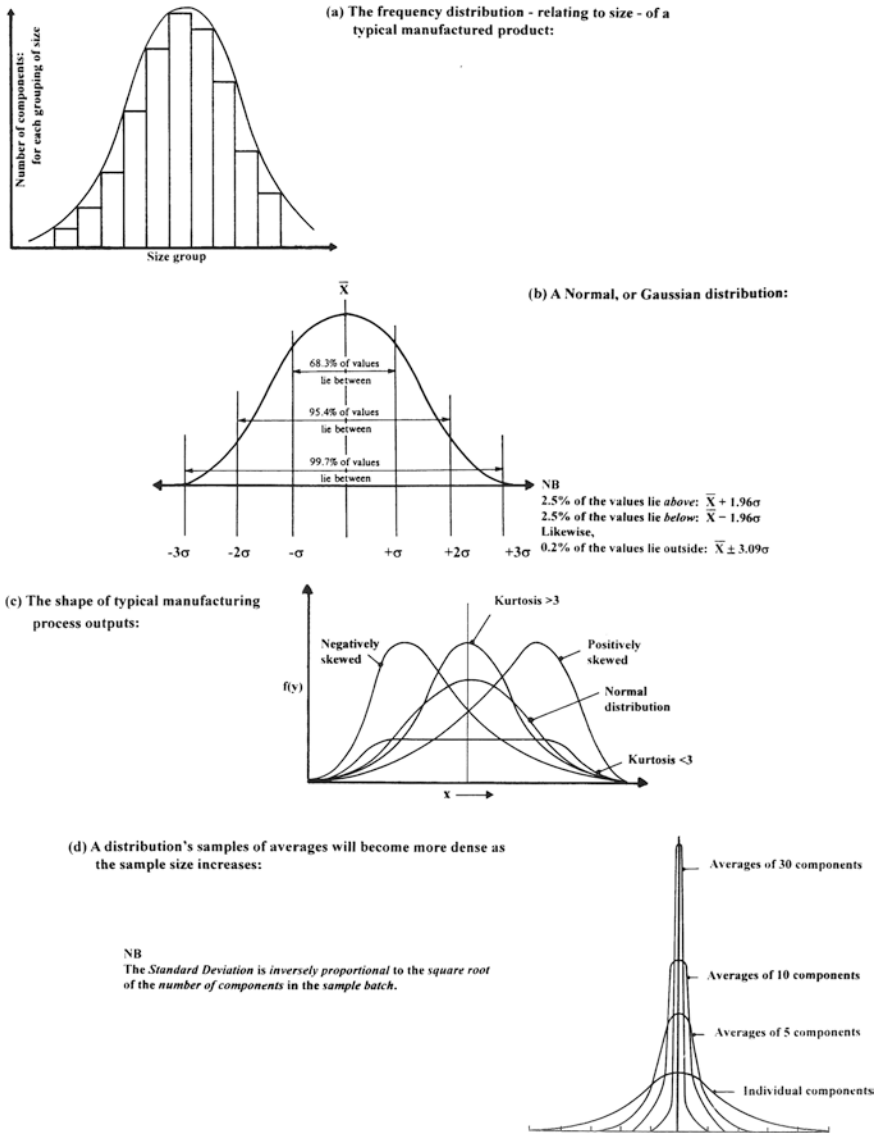 (a) The frequency distribution - relating to size - of a
typical manufactured product:
Number of components:
for each grouping of size
Size group
X̅
(b) A Normal, or Gaussian distribution:
68.3% of values
lie between
95.4% of values
lie between
99.7% of values
lie between
NB
2.5% of the values lie above: X̅ + 1.96σ
2.5% of the values lie below: X̅ − 1.96σ
Likewise,
0.2% of the values lie outside: X̅ ± 3.09σ
-3σ -2σ -σ +σ +2σ +3σ
(c) The shape of typical manufacturing
process outputs:
Kurtosis >3
Negatively
skewed
Positively
skewed
f(y)
Normal
distribution
Kurtosis <3
x
(d) A distribution's samples of averages will become more dense as
the sample size increases:
Averages of 30 components
NB
The Standard Deviation is inversely proportional to the square root
of the number of components in the sample batch.
Averages of 10 components
Averages of 5 components
Individual components